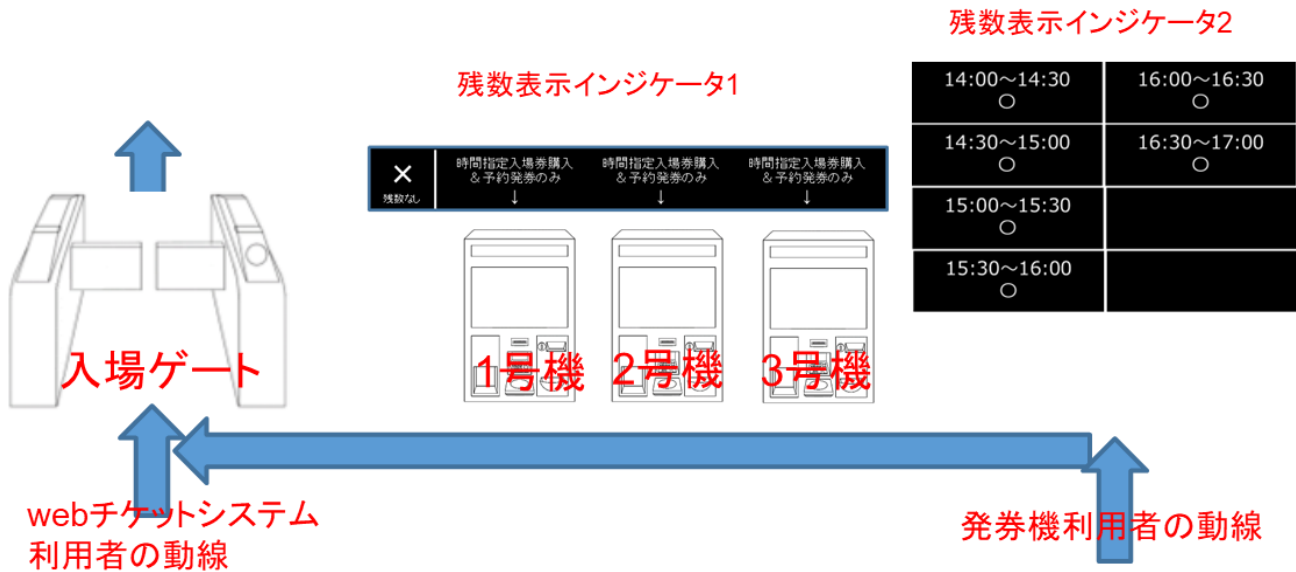 残数表示インジケータ2
残数表示インジケータ1
14:00～14:30
○
16:00～16:30
○
14:30～15:00
○
16:30～17:00
○
15:00～15:30
○
15:30～16:00
○
×
残数なし
時間指定入場券購入
＆予約発券のみ
↓
時間指定入場券購入
＆予約発券のみ
↓
時間指定入場券購入
＆予約発券のみ
↓
入場ゲート
1号機
2号機
3号機
webチケットシステム
利用者の動線
発券機利用者の動線